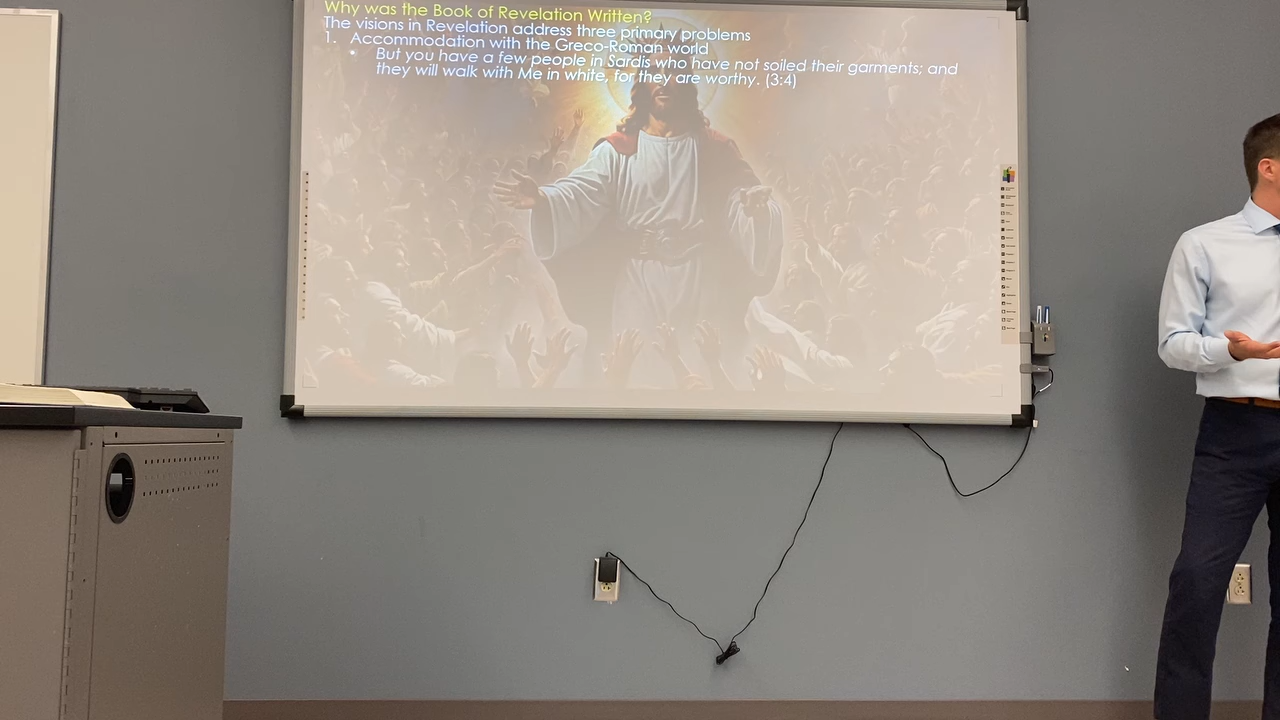 Why was the Book of Revelation Written?
The visions in Revelation address three primary problems
1. Accommodation with the Greco-Roman world
• But you have a few people in Sardis who have not soiled their garments; and
they will walk with Me in white, for they are worthy. (3:4)